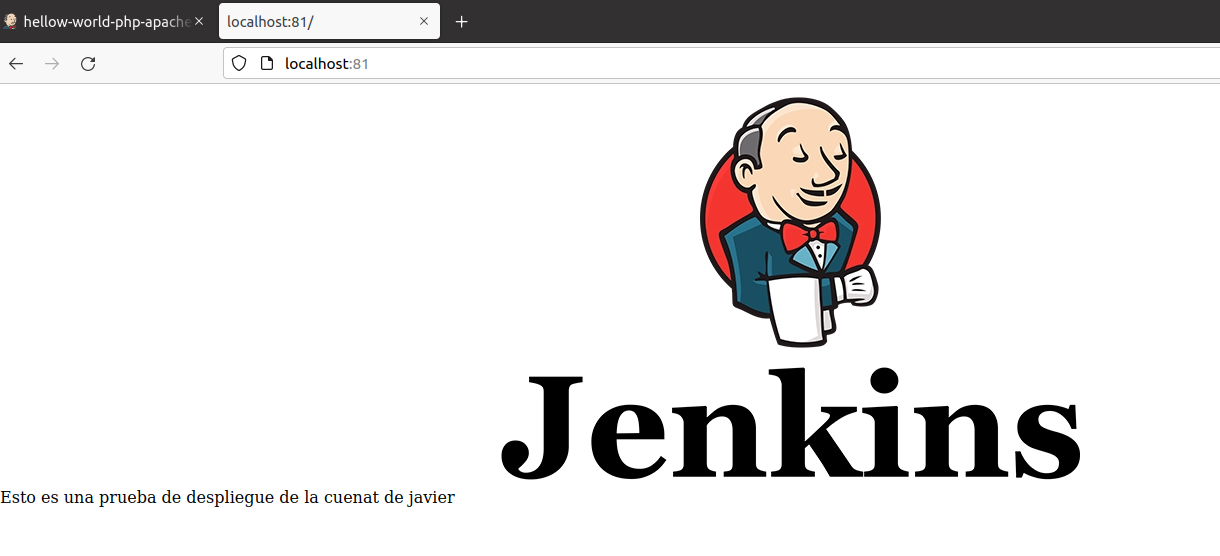 hellow-world-php-apache
localhost:81/
localhost:81
Jenkins
Esto es una prueba de despliegue de la cuenat de javier